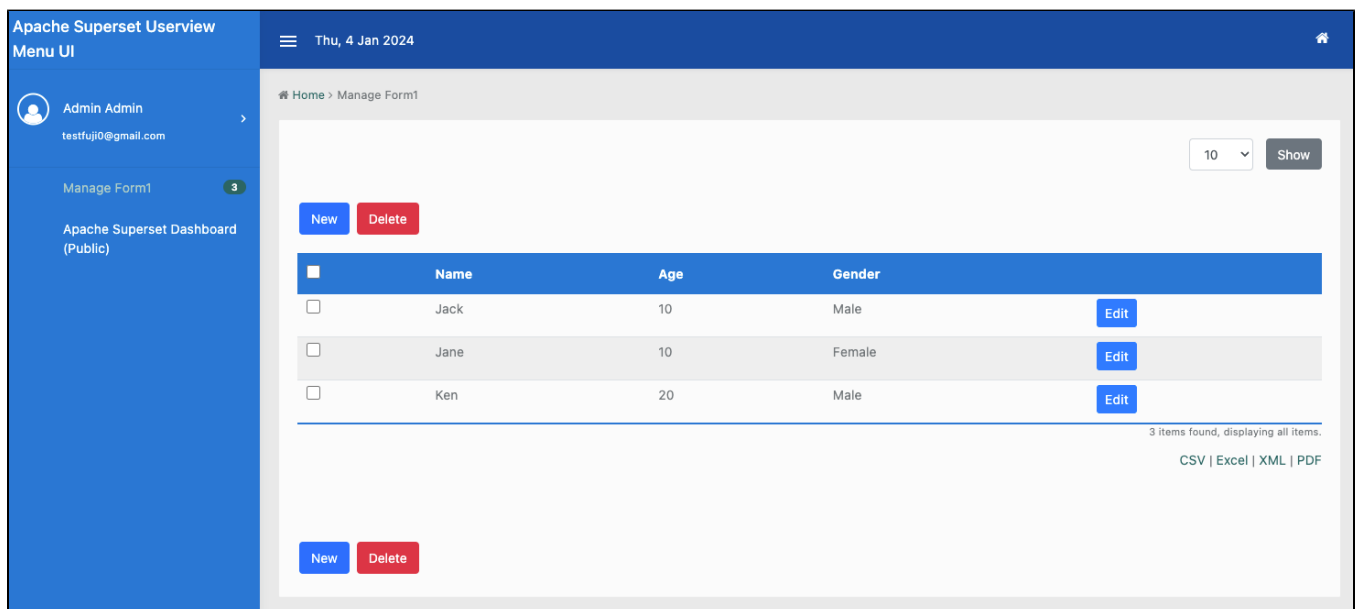 Apache Superset Userview
Menu UI
Thu, 4 Jan 2024
Admin Admin
testfuji0@gmail.com
Manage Form1 3
Apache Superset Dashboard
(Public)
Home > Manage Form1
10 Show
New Delete
Name Age Gender
Jack 10 Male Edit
Jane 10 Female Edit
Ken 20 Male Edit
3 items found, displaying all items.
CSV | Excel | XML | PDF
New Delete